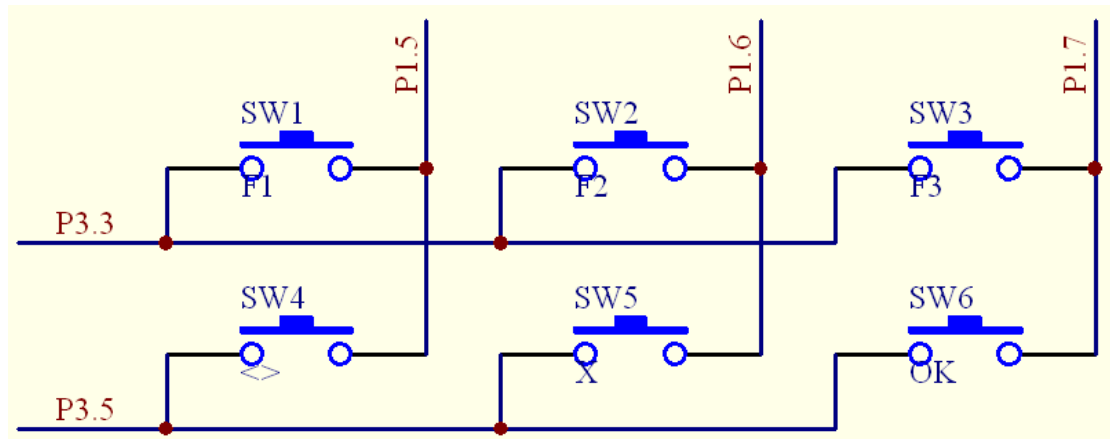 P1.5
P1.6
P1.7
SW1
SW2
SW3
F1
F2
F3
P3.3
SW4
SW5
SW6
<>
X
OK
P3.5